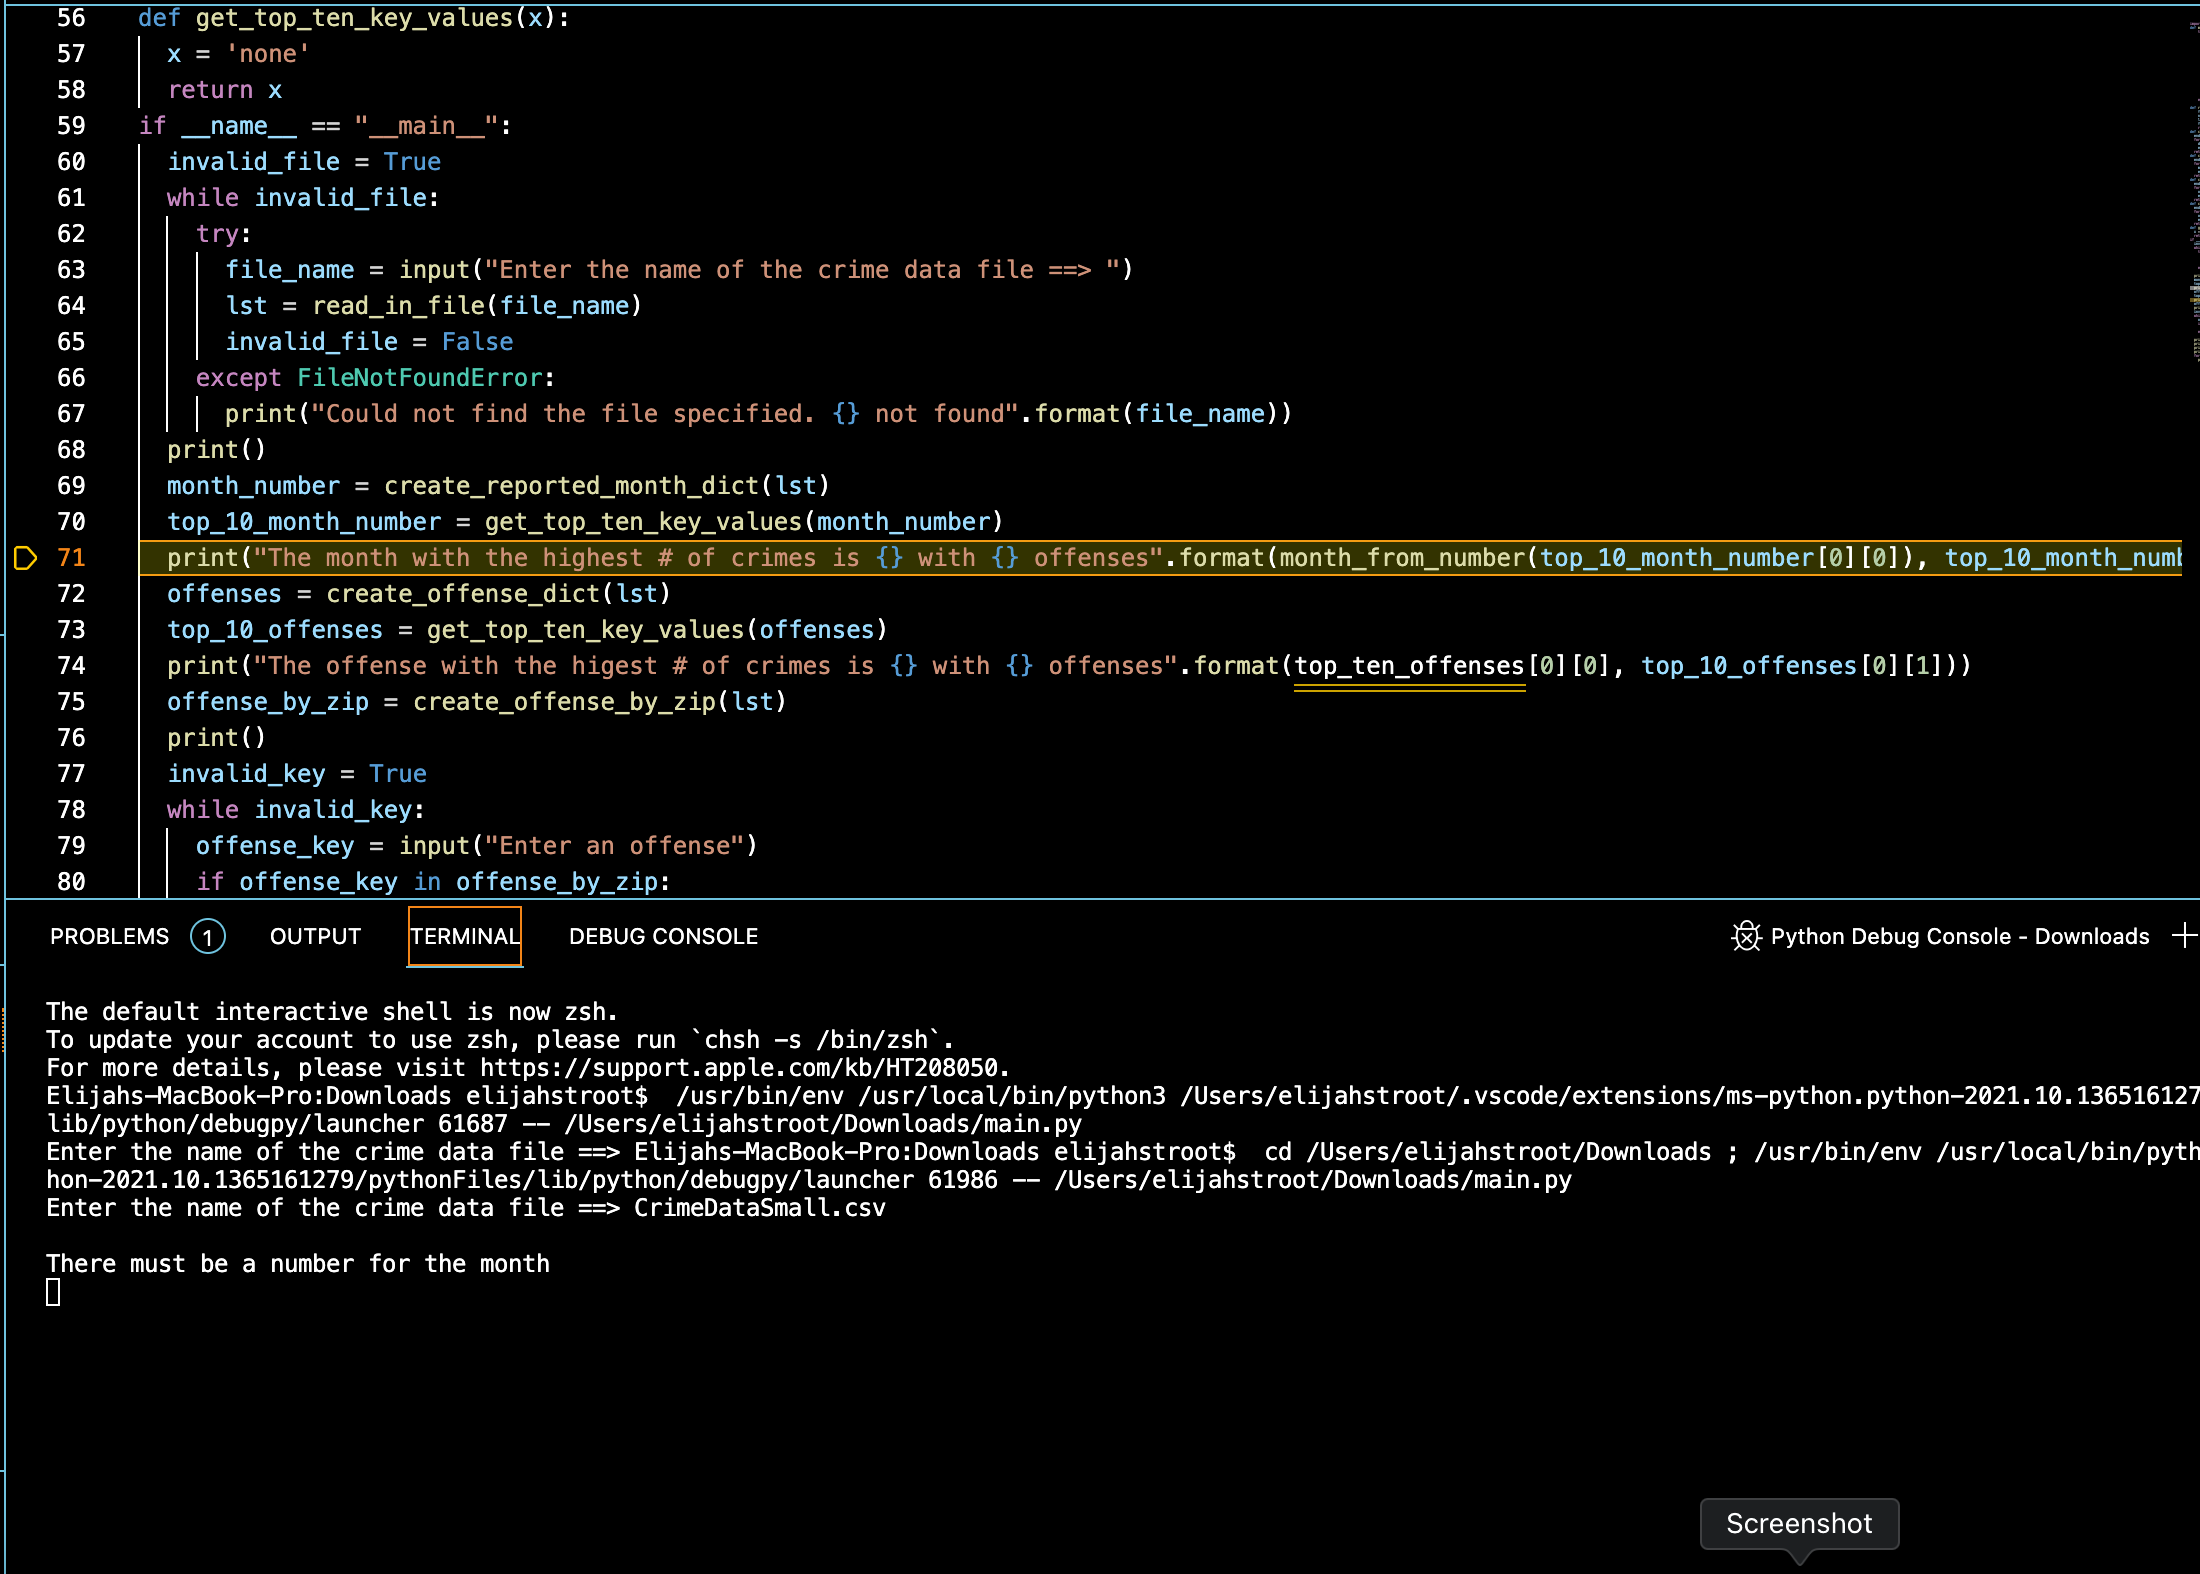 56 def get_top_ten_key_values(x):
57 x = 'none'
58 return x
59 if __name__ == "__main__":
60 invalid_file = True
61 while invalid_file:
62 try:
63 file_name = input("Enter the name of the crime data file ==> ")
64 lst = read_in_file(file_name)
65 invalid_file = False
66 except FileNotFoundError:
67 print("Could not find the file specified. {} not found".format(file_name))
68 print()
69 month_number = create_reported_month_dict(lst)
70 top_10_month_number = get_top_ten_key_values(month_number)
71 print("The month with the highest # of crimes is {} with {} offenses".format(month_from_number(top_10_month_number[0][0]), top_10_month_numb
72 offenses = create_offense_dict(lst)
73 top_10_offenses = get_top_ten_key_values(offenses)
74 print("The offense with the higest # of crimes is {} with {} offenses".format(top_ten_offenses[0][0], top_10_offenses[0][1]))
75 offense_by_zip = create_offense_by_zip(lst)
76 print()
77 invalid_key = True
78 while invalid_key:
79 offense_key = input("Enter an offense")
80 if offense_key in offense_by_zip:
PROBLEMS 1 OUTPUT TERMINAL DEBUG CONSOLE Python Debug Console - Downloads
The default interactive shell is now zsh.
To update your account to use zsh, please run `chsh -s /bin/zsh`.
For more details, please visit https://support.apple.com/kb/HT208050.
Elijahs-MacBook-Pro:Downloads elijahstroot$ /usr/bin/env /usr/local/bin/python3 /Users/elijahstroot/.vscode/extensions/ms-python.python-2021.10.136516127
lib/python/debugpy/launcher 61687 -- /Users/elijahstroot/Downloads/main.py
Enter the name of the crime data file ==> Elijahs-MacBook-Pro:Downloads elijahstroot$ cd /Users/elijahstroot/Downloads ; /usr/bin/env /usr/local/bin/pyth
hon-2021.10.1365161279/pythonFiles/lib/python/debugpy/launcher 61986 -- /Users/elijahstroot/Downloads/main.py
Enter the name of the crime data file ==> CrimeDataSmall.csv
There must be a number for the month
Screenshot